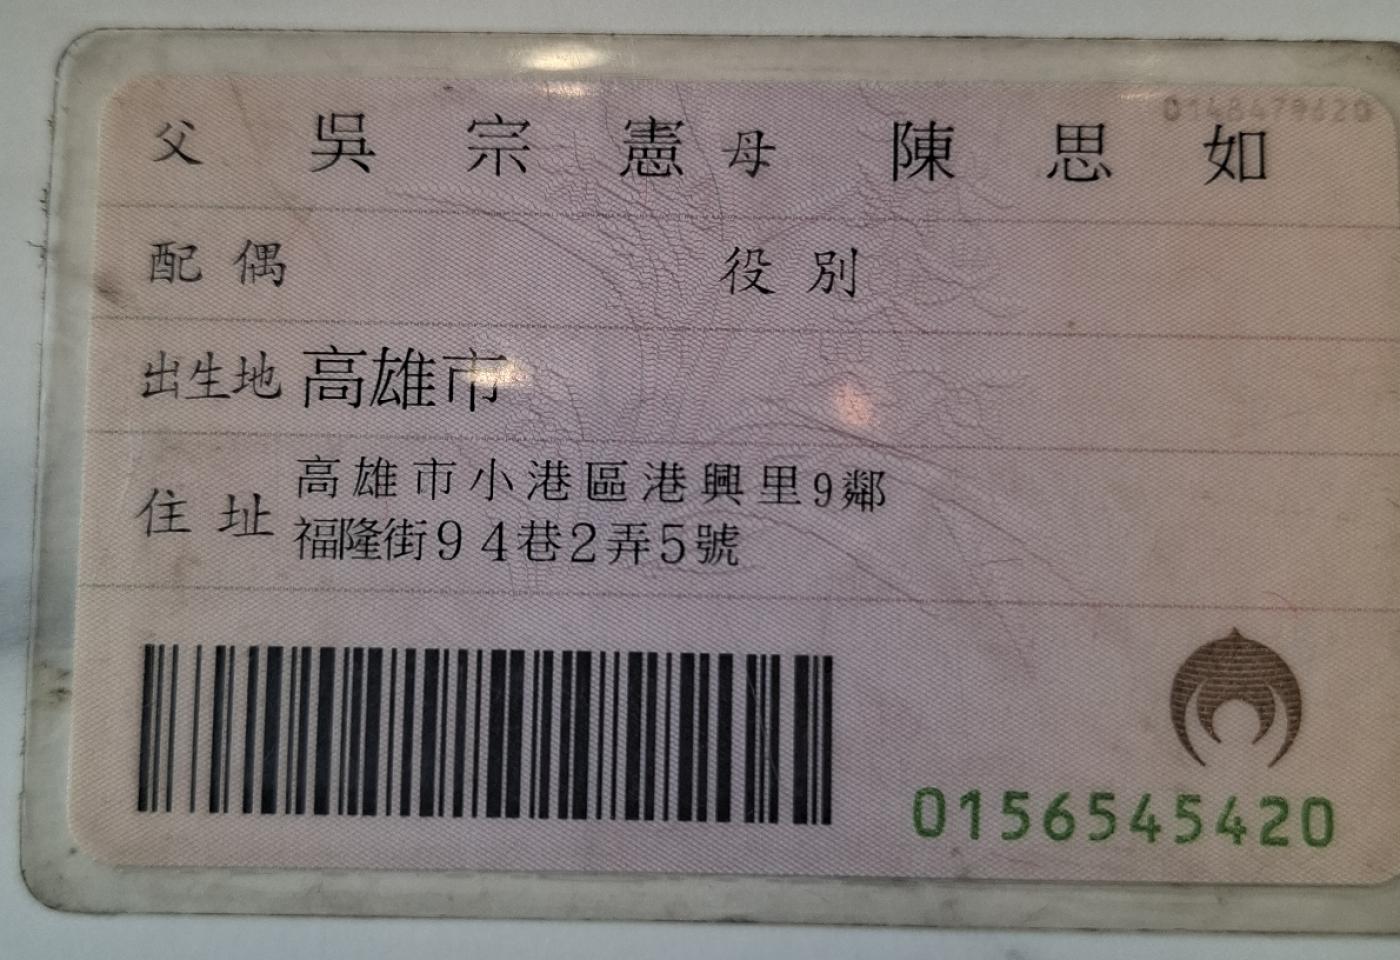 父 吳宗憲 母 陳思如
配偶 役別
出生地 高雄市
住址 高雄市小港區港興里9鄰
福隆街94巷2弄5號
0156545420